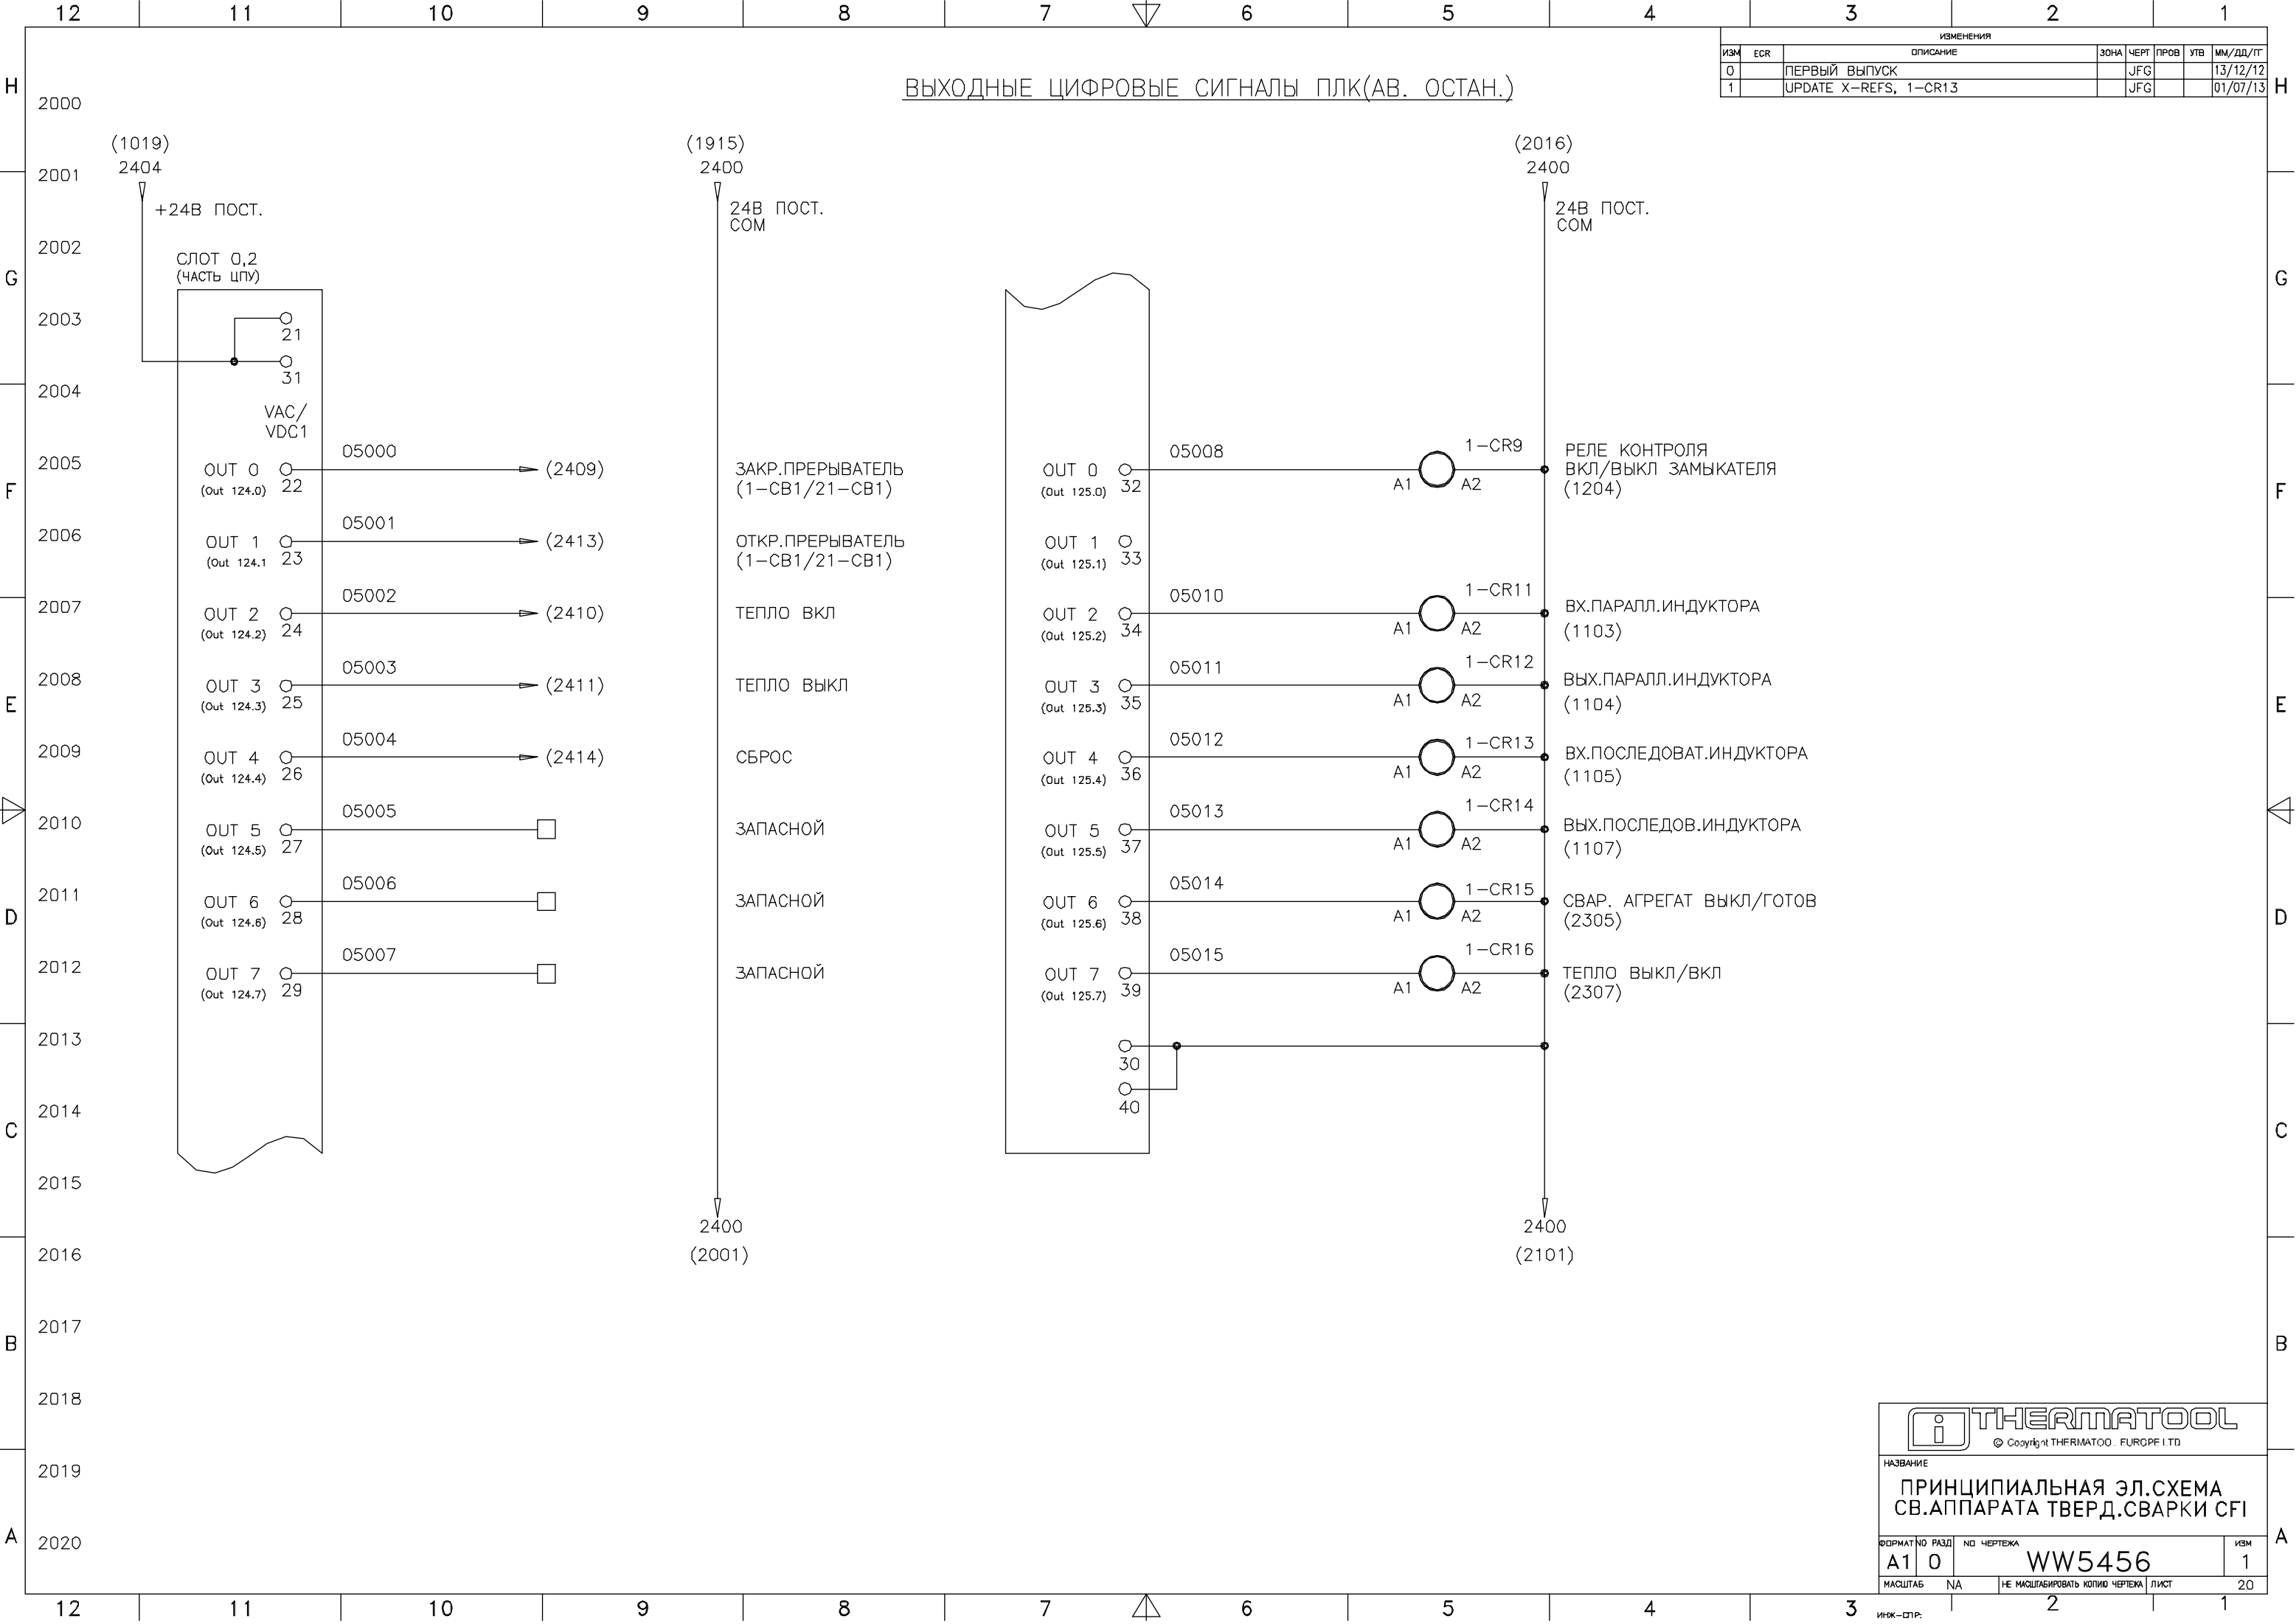 12 11 10 9 8 7 6 5 4 3 2 1
ИЗМЕНЕНИЯ
ИЗМ ECR ОПИСАНИЕ ЗОНА ЧЕРТ ПРОВ УТВ ММ/ДД/ГГ
0 ПЕРВЫЙ ВЫПУСК JFG 13/12/12
1 UPDATE X-REFS, 1-CR13 JFG 01/07/13
ВЫХОДНЫЕ ЦИФРОВЫЕ СИГНАЛЫ ПЛК(АВ. ОСТАН.)
H
G
F
E
D
C
B
A
2000
2001
2002
2003
2004
2005
2006
2007
2008
2009
2010
2011
2012
2013
2014
2015
2016
2017
2018
2019
2020
(1019)
2404
+24В ПОСТ.
СЛОТ 0,2
(ЧАСТЬ ЦПУ)
21
31
VAC/
VDC1
OUT 0 05000 (2409)
(Out 124.0) 22
OUT 1 05001 (2413)
(Out 124.1 23
OUT 2 05002 (2410)
(Out 124.2) 24
OUT 3 05003 (2411)
(Out 124.3) 25
OUT 4 05004 (2414)
(Out 124.4) 26
OUT 5 05005
(Out 124.5) 27
OUT 6 05006
(Out 124.6) 28
OUT 7 05007
(Out 124.7) 29
(1915)
2400
24В ПОСТ.
COM
ЗАКР.ПРЕРЫВАТЕЛЬ
(1-CB1/21-CB1)
ОТКР.ПРЕРЫВАТЕЛЬ
(1-CB1/21-CB1)
ТЕПЛО ВКЛ
ТЕПЛО ВЫКЛ
СБРОС
ЗАПАСНОЙ
ЗАПАСНОЙ
ЗАПАСНОЙ
2400
(2001)
OUT 0 05008 1-CR9
(Out 125.0) 32 A1 A2
OUT 1
(Out 125.1) 33
OUT 2 05010 1-CR11
(Out 125.2) 34 A1 A2
OUT 3 05011 1-CR12
(Out 125.3) 35 A1 A2
OUT 4 05012 1-CR13
(Out 125.4) 36 A1 A2
OUT 5 05013 1-CR14
(Out 125.5) 37 A1 A2
OUT 6 05014 1-CR15
(Out 125.6) 38 A1 A2
OUT 7 05015 1-CR16
(Out 125.7) 39 A1 A2
30
40
(2016)
2400
24В ПОСТ.
COM
РЕЛЕ КОНТРОЛЯ
ВКЛ/ВЫКЛ ЗАМЫКАТЕЛЯ
(1204)
ВХ.ПАРАЛЛ.ИНДУКТОРА
(1103)
ВЫХ.ПАРАЛЛ.ИНДУКТОРА
(1104)
ВХ.ПОСЛЕДОВАТ.ИНДУКТОРА
(1105)
ВЫХ.ПОСЛЕДОВ.ИНДУКТОРА
(1107)
СВАР. АГРЕГАТ ВЫКЛ/ГОТОВ
(2305)
ТЕПЛО ВЫКЛ/ВКЛ
(2307)
2400
(2101)
H
G
F
E
D
C
B
A
THERMATOOL
© Copyright THERMATOOL EUROPE LTD
НАЗВАНИЕ
ПРИНЦИПИАЛЬНАЯ ЭЛ.СХЕМА
СВ.АППАРАТА ТВЕРД.СВАРКИ CFI
ФОРМАТ NO РАЗД NO ЧЕРТЕЖА ИЗМ
A1 0 WW5456 1
МАСШТАБ NA НЕ МАСШТАБИРОВАТЬ КОПИЮ ЧЕРТЕЖА ЛИСТ 20
12 11 10 9 8 7 6 5 4 3 2 1
ИНЖ-СПР: